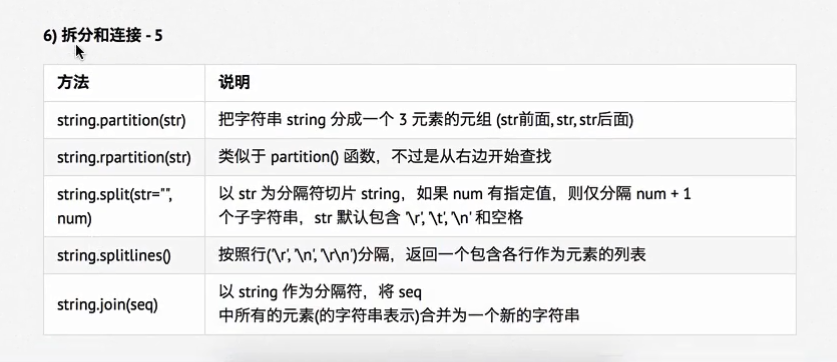 6) 拆分和连接 - 5
方法 说明
string.partition(str) 把字符串 string 分成一个 3 元素的元组 (str前面, str, str后面)
string.rpartition(str) 类似于 partition() 函数，不过是从右边开始查找
string.split(str="", 以 str 为分隔符切片 string，如果 num 有指定值，则仅分隔 num + 1
num) 个子字符串，str 默认包含 '\r', '\t', '\n' 和空格
string.splitlines() 按照行('\r', '\n', '\r\n')分隔，返回一个包含各行作为元素的列表
string.join(seq) 以 string 作为分隔符，将 seq
中所有的元素(的字符串表示)合并为一个新的字符串